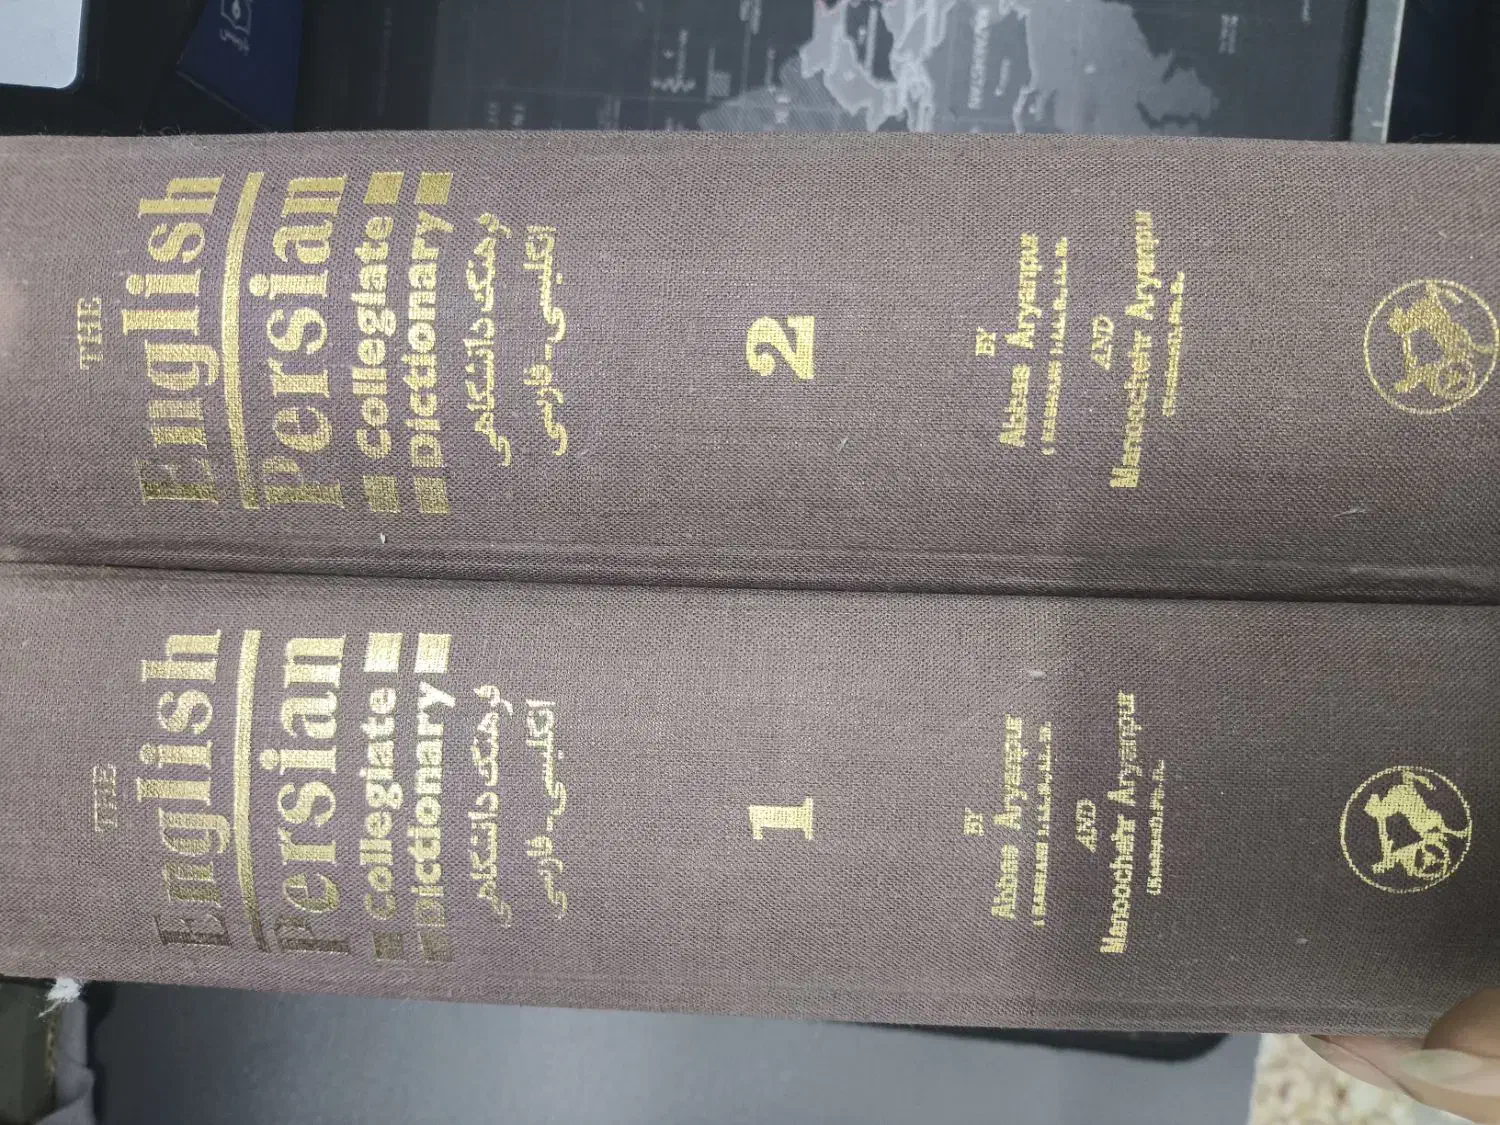 THE
English
Persian
Collegiate
Dictionary
فرهنگ دانشگاهی
انگلیسی - فارسی
2
BY
Abbas Aryanpur
AND
Manoochehr Aryanpur
THE
English
Persian
Collegiate
Dictionary
فرهنگ دانشگاهی
انگلیسی - فارسی
1
BY
Abbas Aryanpur
AND
Manoochehr Aryanpur